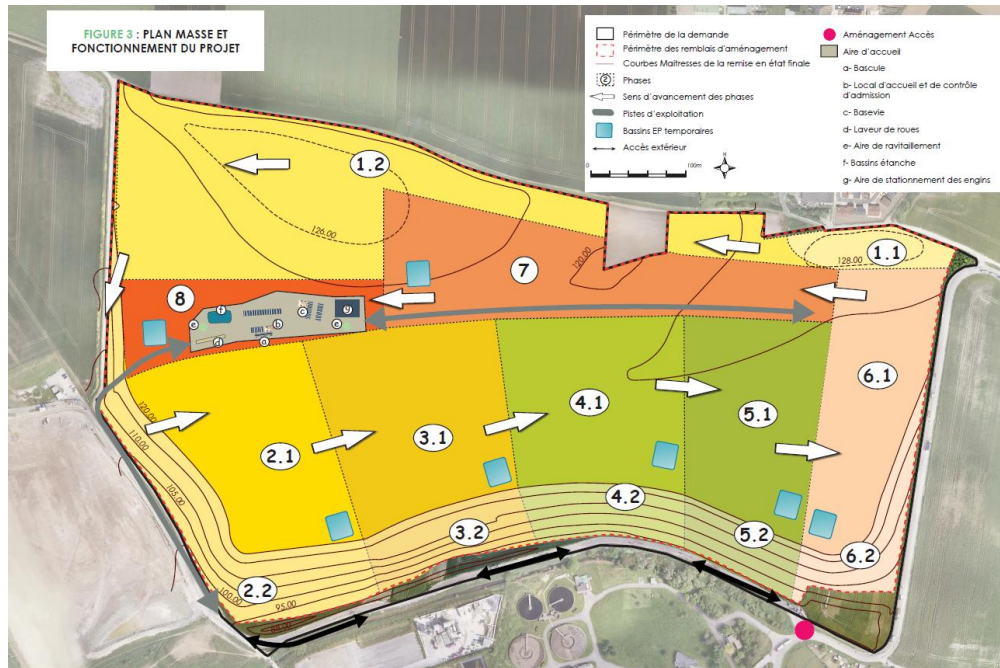 FIGURE 3 : PLAN MASSE ET
FONCTIONNEMENT DU PROJET
Périmètre de la demande
Périmètre des remblais d'aménagement
Courbes Maitresses de la remise en état finale
2
Phases
Sens d'avancement des phases
Pistes d'exploitation
Bassins EP temporaires
Accès extérieur
0
100m
N
Aménagement Accès
Aire d'accueil
a- Bascule
b- Local d'accueil et de contrôle
d'admission
c- Basevie
d- Laveur de roues
e- Aire de ravitaillement
f- Bassins étanche
g- Aire de stationnement des engins
1.2
126.00
7
120.00
1.1
128.00
8
f
c
g
e
b
e
d
a
6.1
4.1
5.1
3.1
2.1
120.00
110.00
105.00
4.2
3.2
5.2
6.2
2.2
100.00
95.00